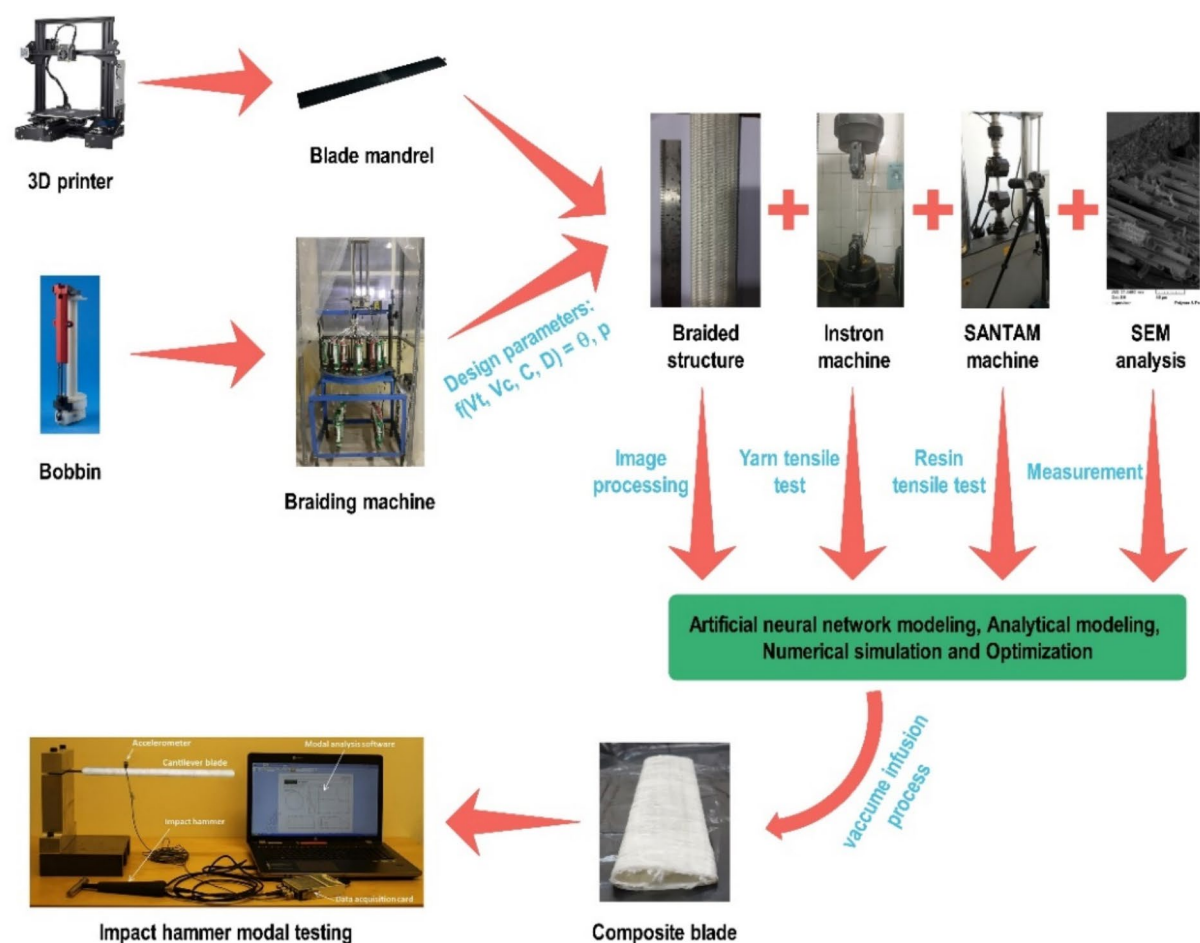 3D printer
Blade mandrel
Bobbin
Braiding machine
Design parameters:
f(Vt, Vc, C, D) = θ, p
Braided
structure
Instron
machine
SANTAM
machine
SEM
analysis
Image
processing
Yarn tensile
test
Resin
tensile test
Measurement
Artificial neural network modeling, Analytical modeling,
Numerical simulation and Optimization
vaccume infusion
process
Accelerometer
Modal analysis software
Cantilever blade
Impact hammer
Data acquisition card
Impact hammer modal testing
Composite blade